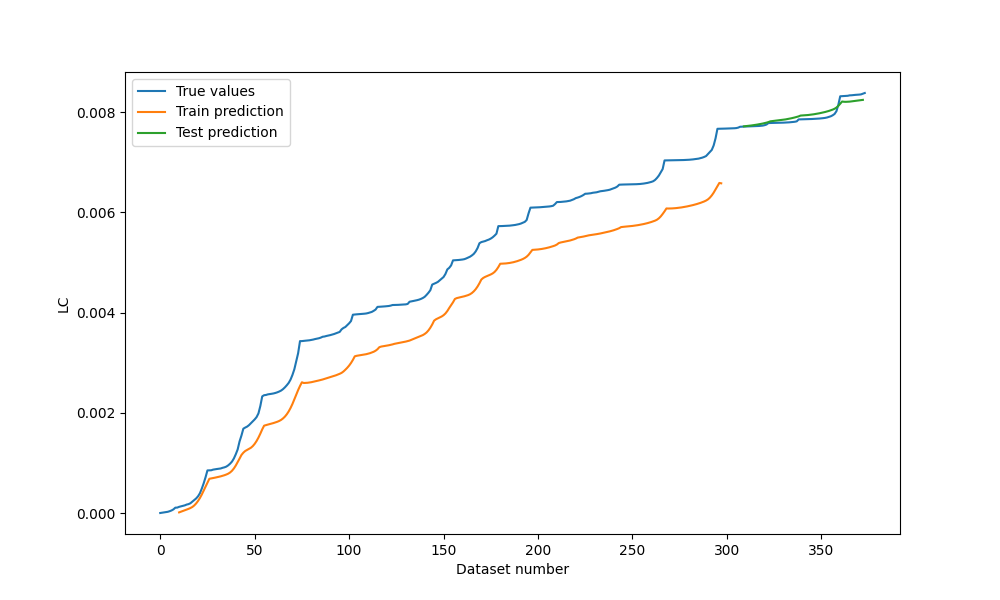 True values
Train prediction
Test prediction
0.008
0.006
0.004
0.002
0.000
LC
0 50 100 150 200 250 300 350
Dataset number